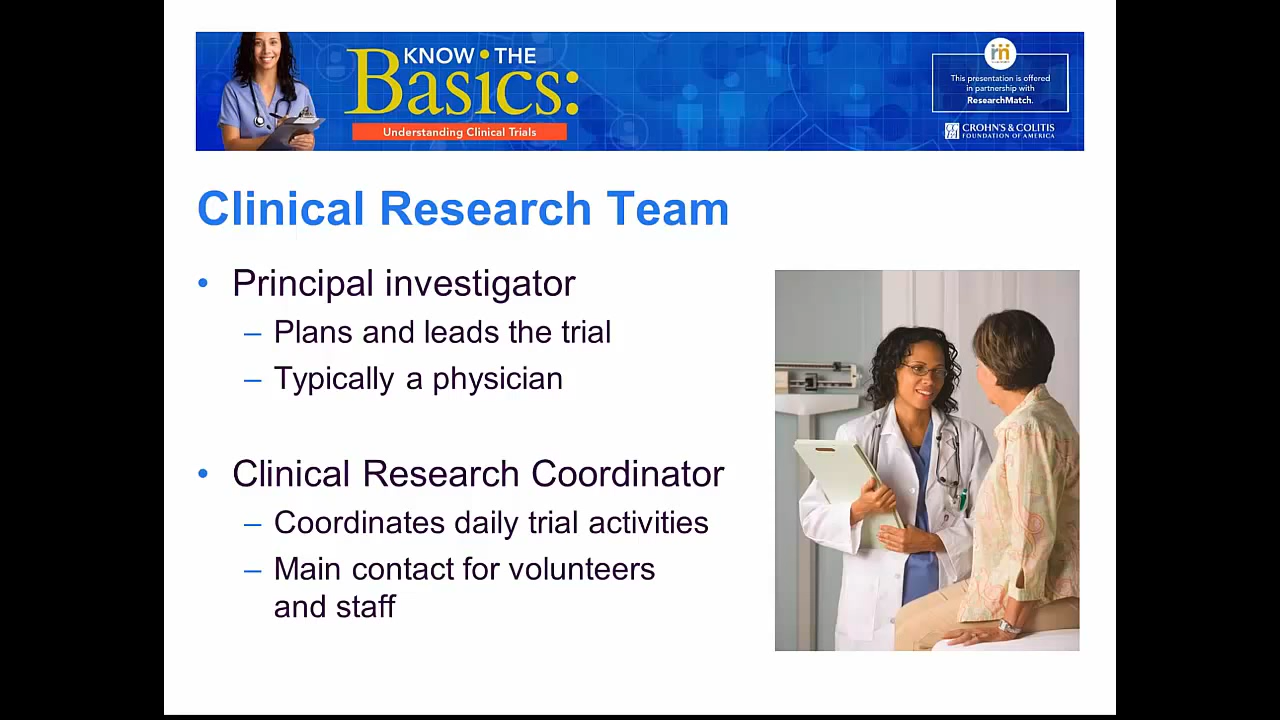 KNOW•THE
Basics:
Understanding Clinical Trials
This presentation is offered
in partnership with
ResearchMatch.
CROHN'S & COLITIS
FOUNDATION OF AMERICA
Clinical Research Team
• Principal investigator
– Plans and leads the trial
– Typically a physician
• Clinical Research Coordinator
– Coordinates daily trial activities
– Main contact for volunteers
and staff